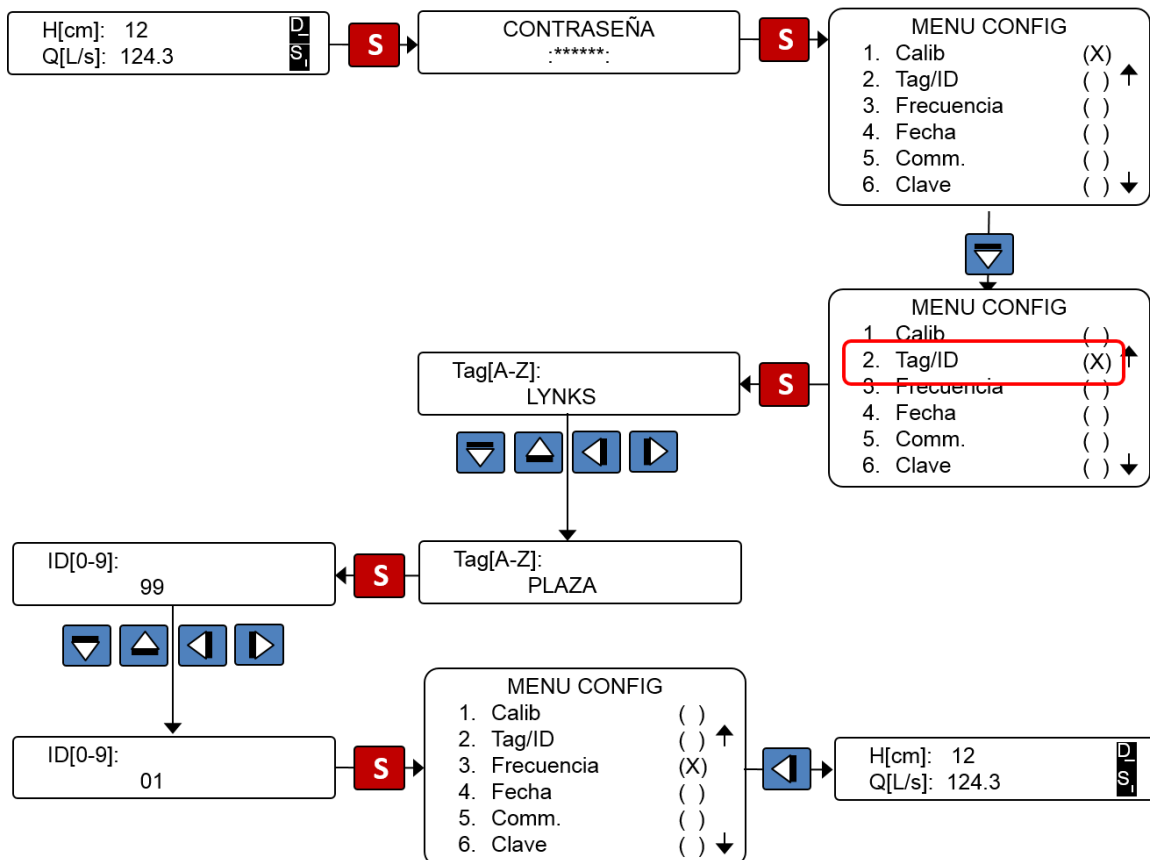 H[cm]: 12
Q[L/s]: 124.3
D_
S,
S
CONTRASEÑA
:******:
S
MENU CONFIG
1. Calib (X)
2. Tag/ID ( )
3. Frecuencia ( )
4. Fecha ( )
5. Comm. ( )
6. Clave ( )
MENU CONFIG
1. Calib ( )
2. Tag/ID (X)
3. Frecuencia ( )
4. Fecha ( )
5. Comm. ( )
6. Clave ( )
S
Tag[A-Z]:
LYNKS
Tag[A-Z]:
PLAZA
S
ID[0-9]:
99
ID[0-9]:
01
S
MENU CONFIG
1. Calib ( )
2. Tag/ID ( )
3. Frecuencia (X)
4. Fecha ( )
5. Comm. ( )
6. Clave ( )
H[cm]: 12
Q[L/s]: 124.3
D_
S,